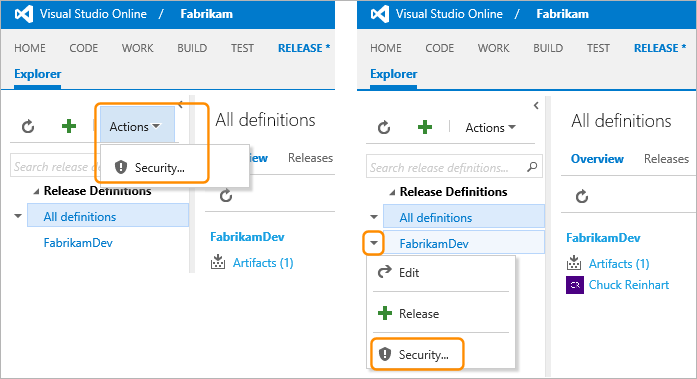 Visual Studio Online / Fabrikam
HOME CODE WORK BUILD TEST RELEASE *
Explorer
Actions
All definitions
Security...
view Releases
Search release definitions...
Release Definitions
All definitions
FabrikamDev
FabrikamDev
Artifacts (1)
Visual Studio Online / Fabrikam
HOME CODE WORK BUILD TEST RELEASE *
Explorer
Actions
All definitions
Search release definitions...
Overview Releases
Release Definitions
All definitions
FabrikamDev
Edit
Release
Security...
FabrikamDev
Artifacts (1)
CR Chuck Reinhart